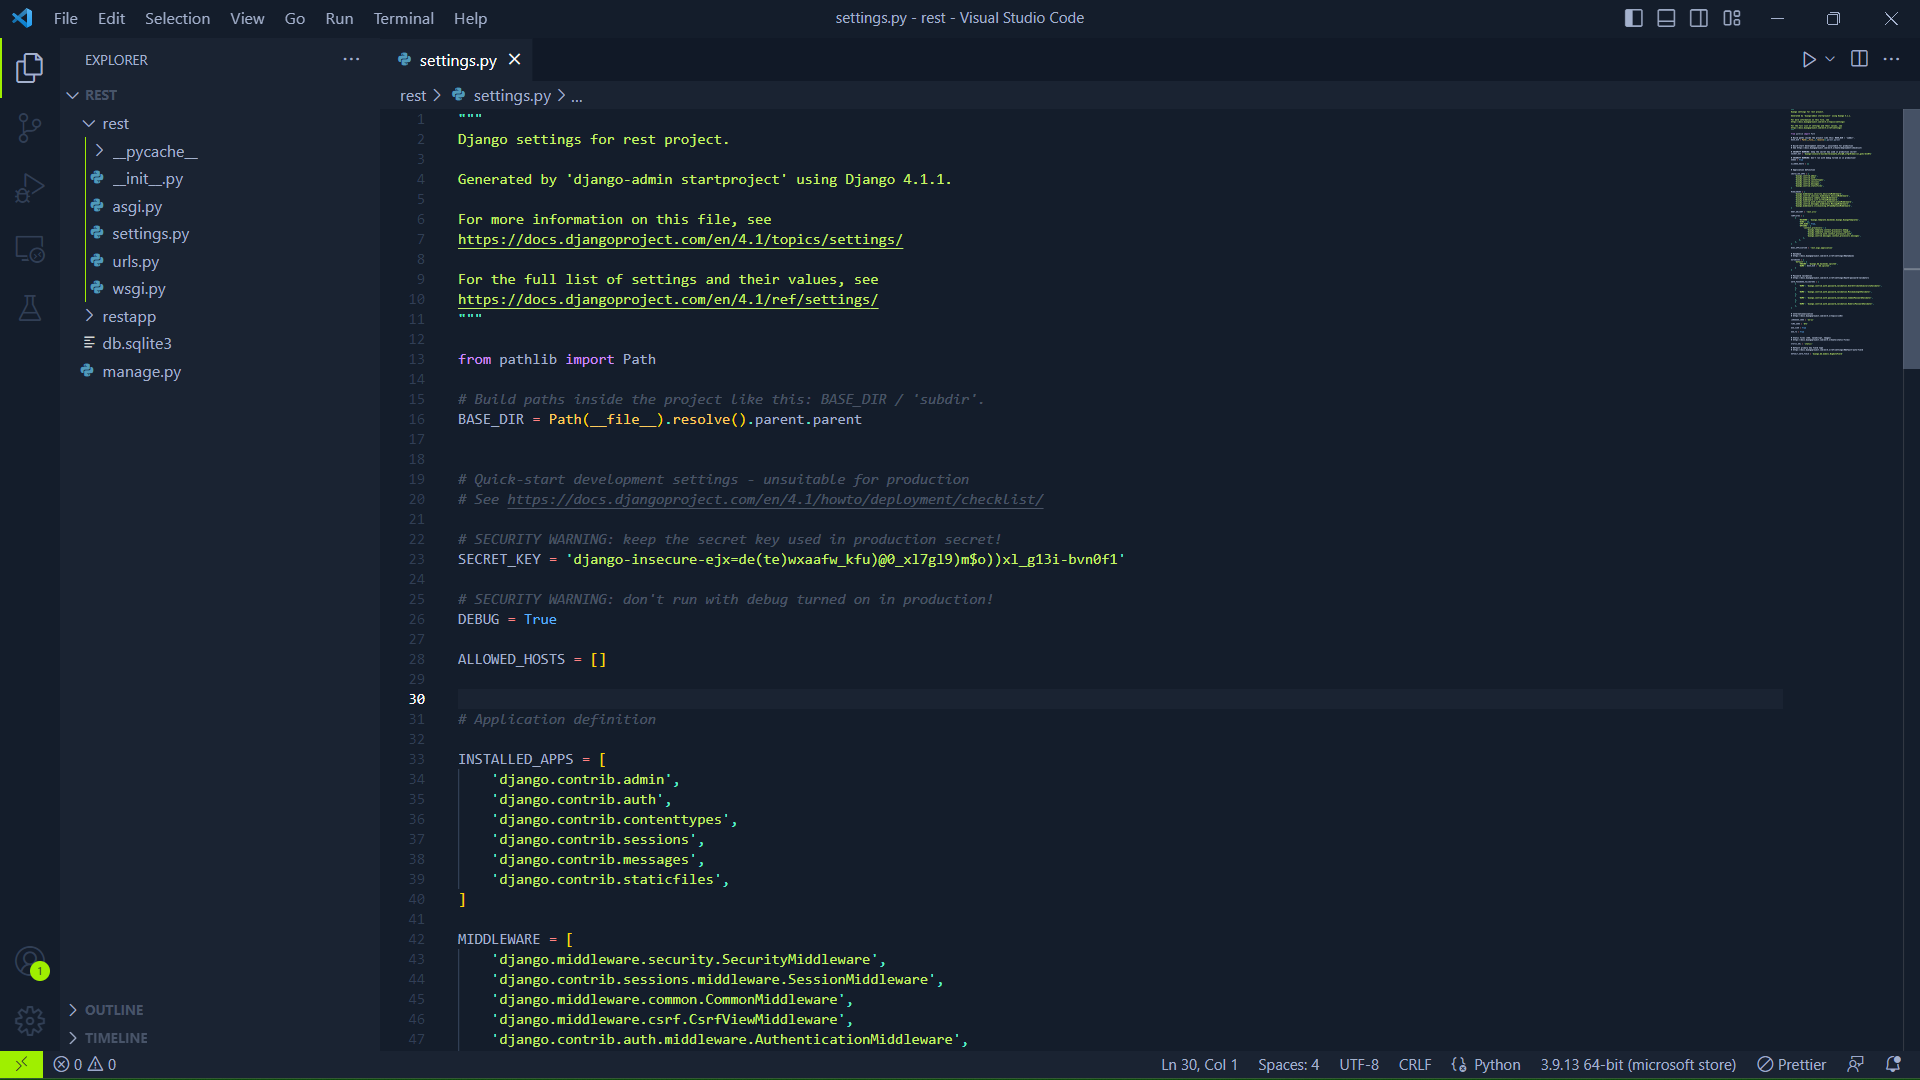 File Edit Selection View Go Run Terminal Help
settings.py - rest - Visual Studio Code
EXPLORER
REST
rest
__pycache__
__init__.py
asgi.py
settings.py
urls.py
wsgi.py
restapp
db.sqlite3
manage.py
OUTLINE
TIMELINE
1
settings.py
rest > settings.py > ...
1 """
2 Django settings for rest project.
3
4 Generated by 'django-admin startproject' using Django 4.1.1.
5
6 For more information on this file, see
7 https://docs.djangoproject.com/en/4.1/topics/settings/
8
9 For the full list of settings and their values, see
10 https://docs.djangoproject.com/en/4.1/ref/settings/
11 """
12
13 from pathlib import Path
14
15 # Build paths inside the project like this: BASE_DIR / 'subdir'.
16 BASE_DIR = Path(__file__).resolve().parent.parent
17
18
19 # Quick-start development settings - unsuitable for production
20 # See https://docs.djangoproject.com/en/4.1/howto/deployment/checklist/
21
22 # SECURITY WARNING: keep the secret key used in production secret!
23 SECRET_KEY = 'django-insecure-ejx=de(te)wxaafw_kfu)@0_xl7gl9)m$o))xl_g13i-bvn0f1'
24
25 # SECURITY WARNING: don't run with debug turned on in production!
26 DEBUG = True
27
28 ALLOWED_HOSTS = []
29
30
31 # Application definition
32
33 INSTALLED_APPS = [
34 'django.contrib.admin',
35 'django.contrib.auth',
36 'django.contrib.contenttypes',
37 'django.contrib.sessions',
38 'django.contrib.messages',
39 'django.contrib.staticfiles',
40 ]
41
42 MIDDLEWARE = [
43 'django.middleware.security.SecurityMiddleware',
44 'django.contrib.sessions.middleware.SessionMiddleware',
45 'django.middleware.common.CommonMiddleware',
46 'django.middleware.csrf.CsrfViewMiddleware',
47 'django.contrib.auth.middleware.AuthenticationMiddleware',
0 0
Ln 30, Col 1 Spaces: 4 UTF-8 CRLF Python 3.9.13 64-bit (microsoft store) Prettier